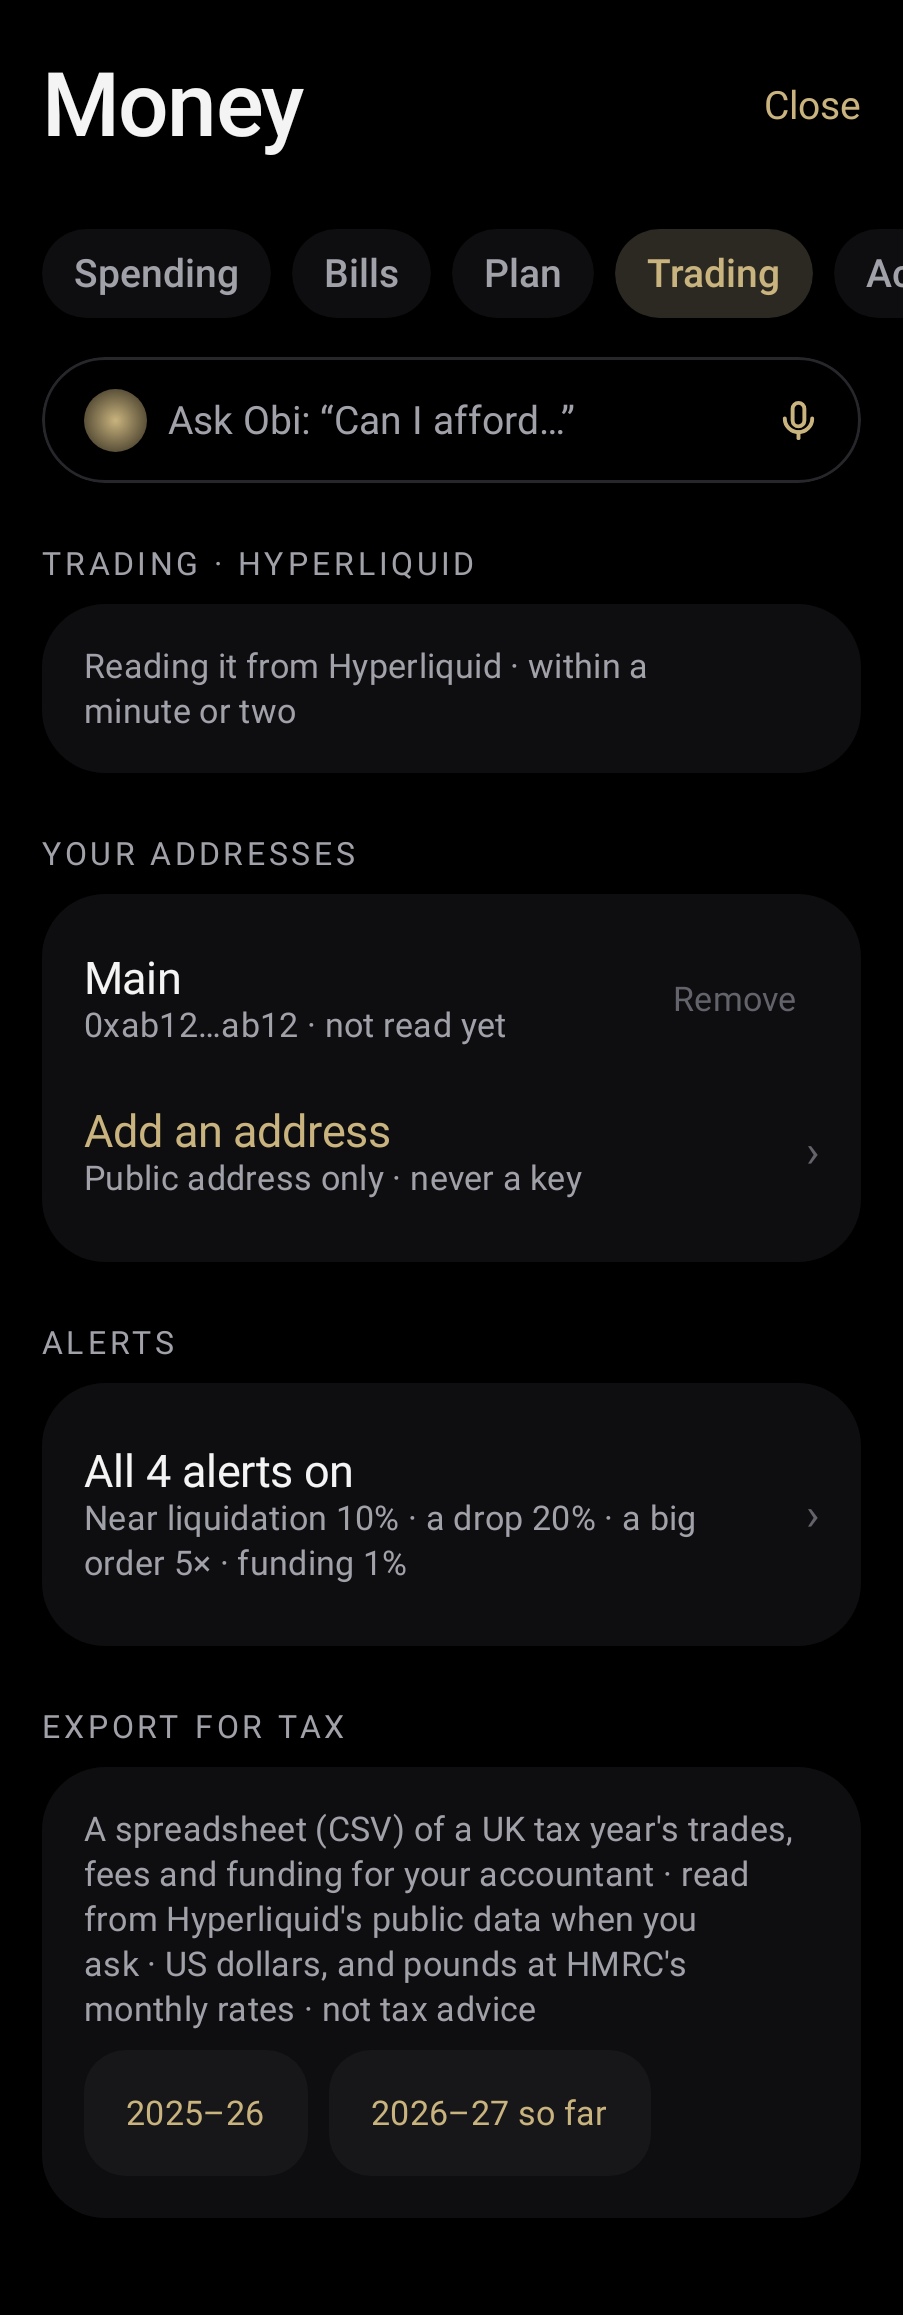 Money
Close
Spending
Bills
Plan
Trading
Ac
Ask Obi: “Can I afford…”
TRADING · HYPERLIQUID
Reading it from Hyperliquid · within a
minute or two
YOUR ADDRESSES
Main
0xab12…ab12 · not read yet
Remove
Add an address
Public address only · never a key
›
ALERTS
All 4 alerts on
Near liquidation 10% · a drop 20% · a big
order 5× · funding 1%
›
EXPORT FOR TAX
A spreadsheet (CSV) of a UK tax year's trades,
fees and funding for your accountant · read
from Hyperliquid's public data when you
ask · US dollars, and pounds at HMRC's
monthly rates · not tax advice
2025–26
2026–27 so far